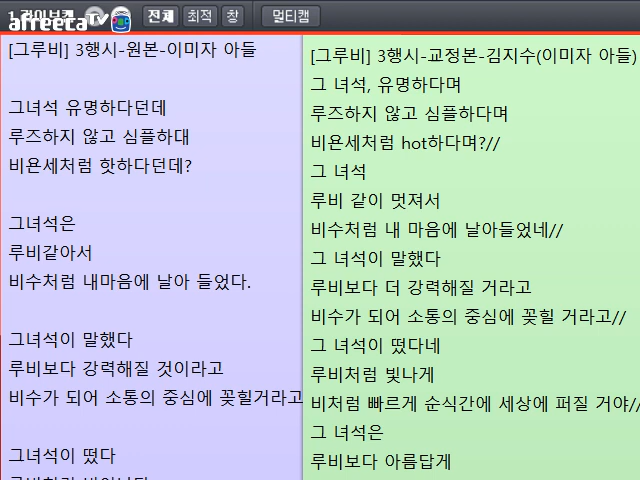 afreeca TV
전체 최적 창 멀티캠
[그루비] 3행시-원본-이미자 아들
그녀석 유명하다던데
루즈하지 않고 심플하대
비욘세처럼 핫하다던데?
그녀석은
루비같아서
비수처럼 내마음에 날아 들었다.
그녀석이 말했다
루비보다 강력해질 것이라고
비수가 되어 소통의 중심에 꽂힐거라고
그녀석이 떴다
[그루비] 3행시-교정본-김지수(이미자 아들)
그 녀석, 유명하다며
루즈하지 않고 심플하다며
비욘세처럼 hot하다며?//
그 녀석
루비 같이 멋져서
비수처럼 내 마음에 날아들었네//
그 녀석이 말했다
루비보다 더 강력해질 거라고
비수가 되어 소통의 중심에 꽂힐 거라고//
그 녀석이 떴다네
루비처럼 빛나게
비처럼 빠르게 순식간에 세상에 퍼질 거야//
그 녀석은
루비보다 아름답게